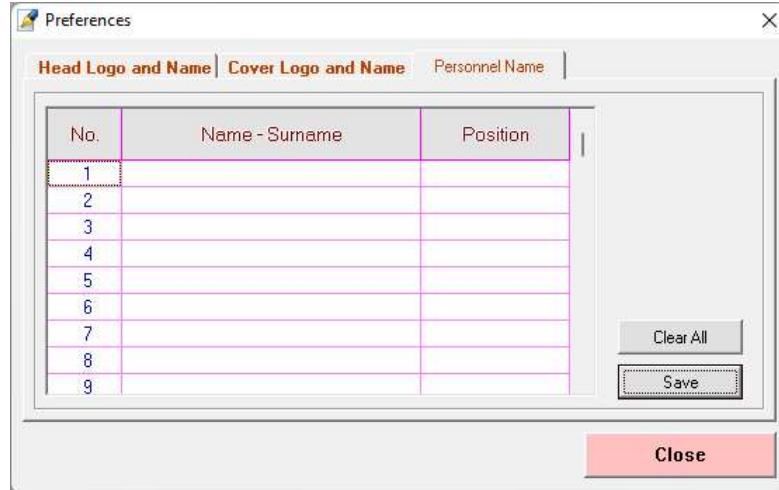 Preferences
Head Logo and Name Cover Logo and Name Personnel Name
No. Name - Surname Position
1
2
3
4
5
6
7
8
9
Clear All
Save
Close